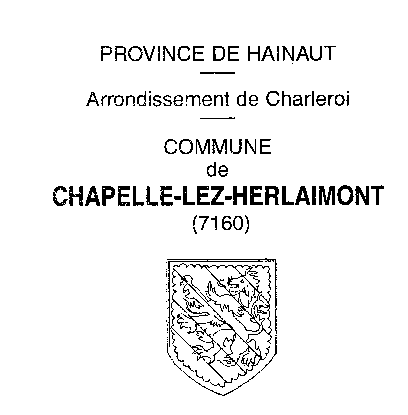 PROVINCE DE HAINAUT
Arrondissement de Charleroi
COMMUNE
de
CHAPELLE-LEZ-HERLAIMONT
(7160)